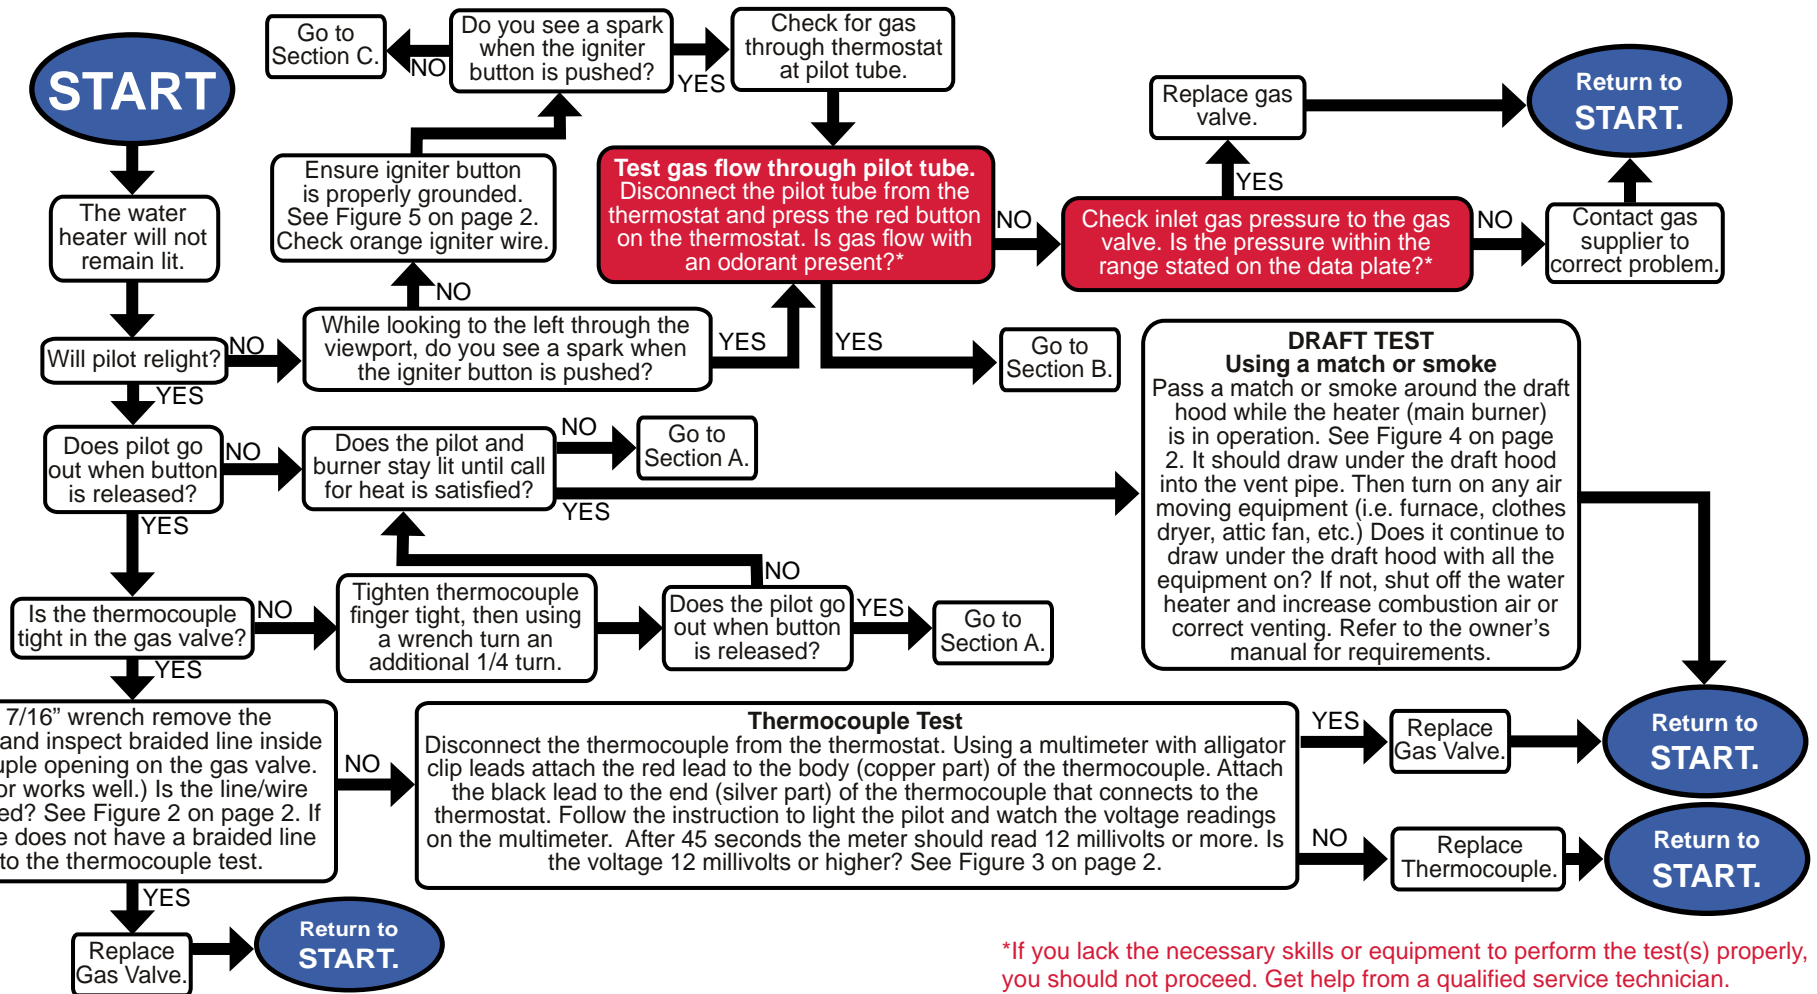 START
The water
heater will not
remain lit.
Will pilot relight?
NO
YES
While looking to the left through the
viewport, do you see a spark when
the igniter button is pushed?
NO
YES
Ensure igniter button
is properly grounded.
See Figure 5 on page 2.
Check orange igniter wire.
Do you see a spark
when the igniter
button is pushed?
NO
YES
Go to
Section C.
Check for gas
through thermostat
at pilot tube.
Test gas flow through pilot tube.
Disconnect the pilot tube from the
thermostat and press the red button
on the thermostat. Is gas flow with
an odorant present?*
NO
YES
Go to
Section B.
Check inlet gas pressure to the gas
valve. Is the pressure within the
range stated on the data plate?*
YES
NO
Replace gas
valve.
Contact gas
supplier to
correct problem.
Return to
START.
Does pilot go
out when button
is released?
NO
YES
Does the pilot and
burner stay lit until call
for heat is satisfied?
NO
YES
Go to
Section A.
DRAFT TEST
Using a match or smoke
Pass a match or smoke around the draft
hood while the heater (main burner)
is in operation. See Figure 4 on page
2. It should draw under the draft hood
into the vent pipe. Then turn on any air
moving equipment (i.e. furnace, clothes
dryer, attic fan, etc.) Does it continue to
draw under the draft hood with all the
equipment on? If not, shut off the water
heater and increase combustion air or
correct venting. Refer to the owner's
manual for requirements.
Is the thermocouple
tight in the gas valve?
NO
YES
Tighten thermocouple
finger tight, then using
a wrench turn an
additional 1/4 turn.
Does the pilot go
out when button
is released?
NO
YES
Go to
Section A.
7/16” wrench remove the
and inspect braided line inside
uple opening on the gas valve.
or works well.) Is the line/wire
ed? See Figure 2 on page 2. If
e does not have a braided line
to the thermocouple test.
NO
YES
Thermocouple Test
Disconnect the thermocouple from the thermostat. Using a multimeter with alligator
clip leads attach the red lead to the body (copper part) of the thermocouple. Attach
the black lead to the end (silver part) of the thermocouple that connects to the
thermostat. Follow the instruction to light the pilot and watch the voltage readings
on the multimeter. After 45 seconds the meter should read 12 millivolts or more. Is
the voltage 12 millivolts or higher? See Figure 3 on page 2.
YES
Replace
Gas Valve.
Return to
START.
NO
Replace
Thermocouple.
Return to
START.
Replace
Gas Valve.
Return to
START.
*If you lack the necessary skills or equipment to perform the test(s) properly,
you should not proceed. Get help from a qualified service technician.